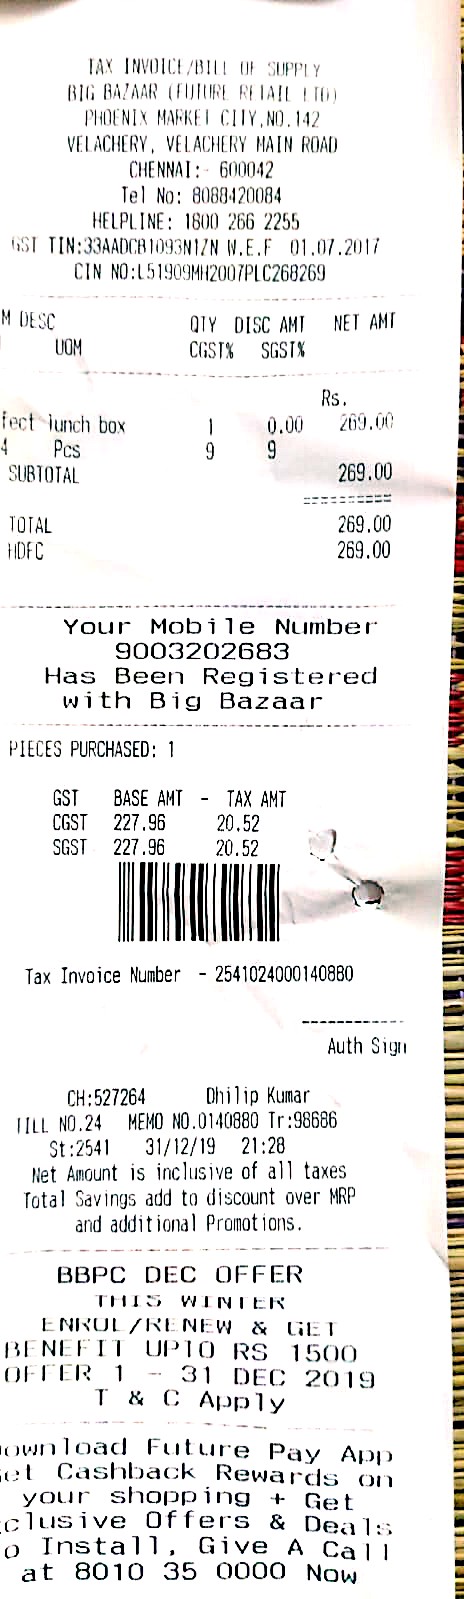 TAX INVOICE/BILL OF SUPPLY
BIG BAZAAR (FUTURE RETAIL LTD)
PHOENIX MARKET CITY,NO.142
VELACHERY, VELACHERY MAIN ROAD
CHENNAI:- 600042
Tel No: 8088420084
HELPLINE: 1800 266 2255
GST TIN:33AADCB1093N1ZN W.E.F 01.07.2017
CIN NO:L51909MH2007PLC268269
M DESC QTY DISC AMT NET AMT
UOM CGST% SGST%
Rs.
fect lunch box 1 0.00 269.00
4 Pcs 9 9
SUBTOTAL 269.00
==========
TOTAL 269.00
HDFC 269.00
Your Mobile Number
9003202683
Has Been Registered
with Big Bazaar
PIECES PURCHASED: 1
GST BASE AMT - TAX AMT
CGST 227.96 20.52
SGST 227.96 20.52
Tax Invoice Number - 2541024000140880
Auth Sign
CH:527264 Dhilip Kumar
TILL NO.24 MEMO NO.0140880 Tr:98686
St:2541 31/12/19 21:28
Net Amount is inclusive of all taxes
Total Savings add to discount over MRP
and additional Promotions.
BBPC DEC OFFER
THIS WINTER
ENROL/RENEW & GET
BENEFIT UPTO RS 1500
OFFER 1 - 31 DEC 2019
T & C Apply
ownload Future Pay App
et Cashback Rewards on
your shopping + Get
clusive Offers & Deals
o Install, Give A Call
at 8010 35 0000 Now